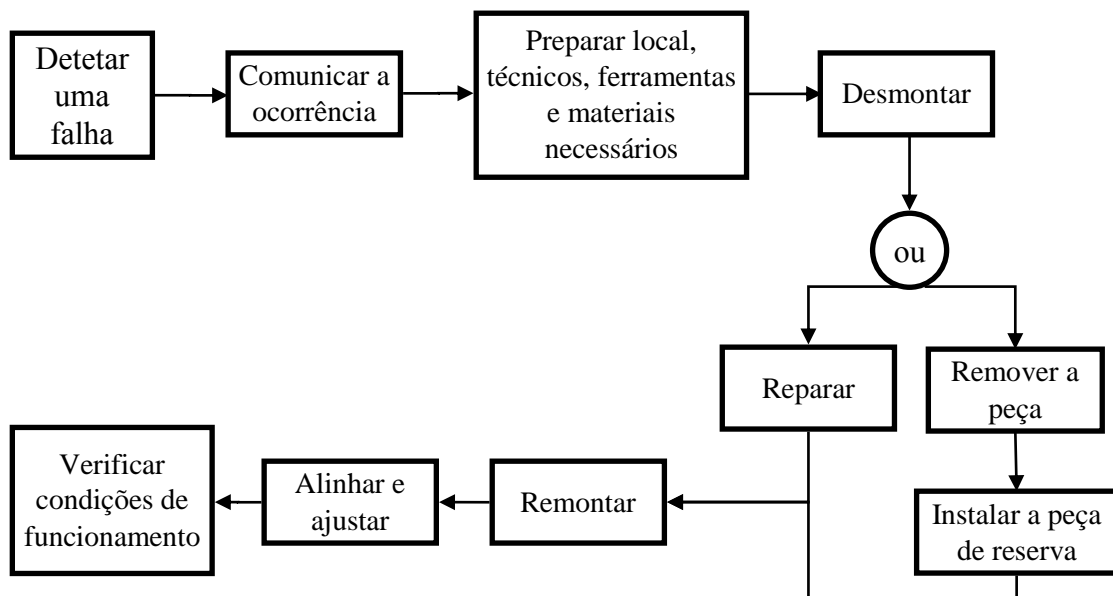 Detetar
uma
falha
Comunicar a
ocorrência
Preparar local,
técnicos, ferramentas
e materiais
necessários
Desmontar
ou
Reparar
Remover a
peça
Instalar a peça
de reserva
Remontar
Alinhar e
ajustar
Verificar
condições de
funcionamento